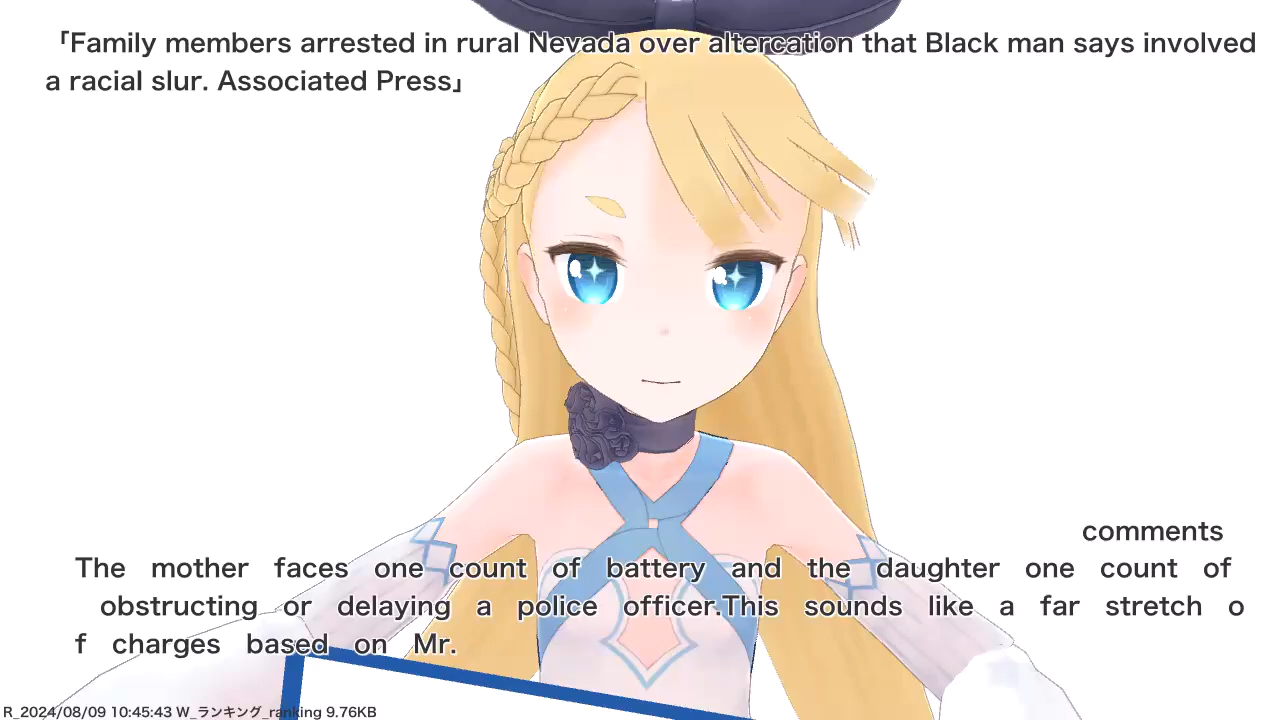 「Family members arrested in rural Nevada over altercation that Black man says involved
a racial slur. Associated Press」
comments
The mother faces one count of battery and the daughter one count of
obstructing or delaying a police officer.This sounds like a far stretch o
f charges based on Mr.
R_2024/08/09 10:45:43 W_ランキング_ranking 9.76KB